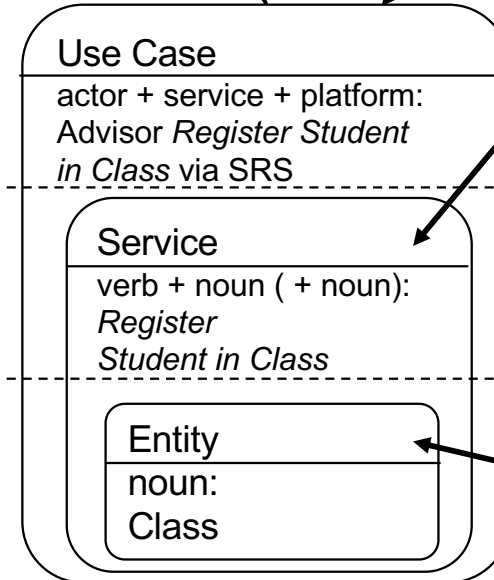 Use Case
actor + service + platform:
Advisor Register Student
in Class via SRS
Service
verb + noun ( + noun):
Register
Student in Class
Entity
noun:
Class